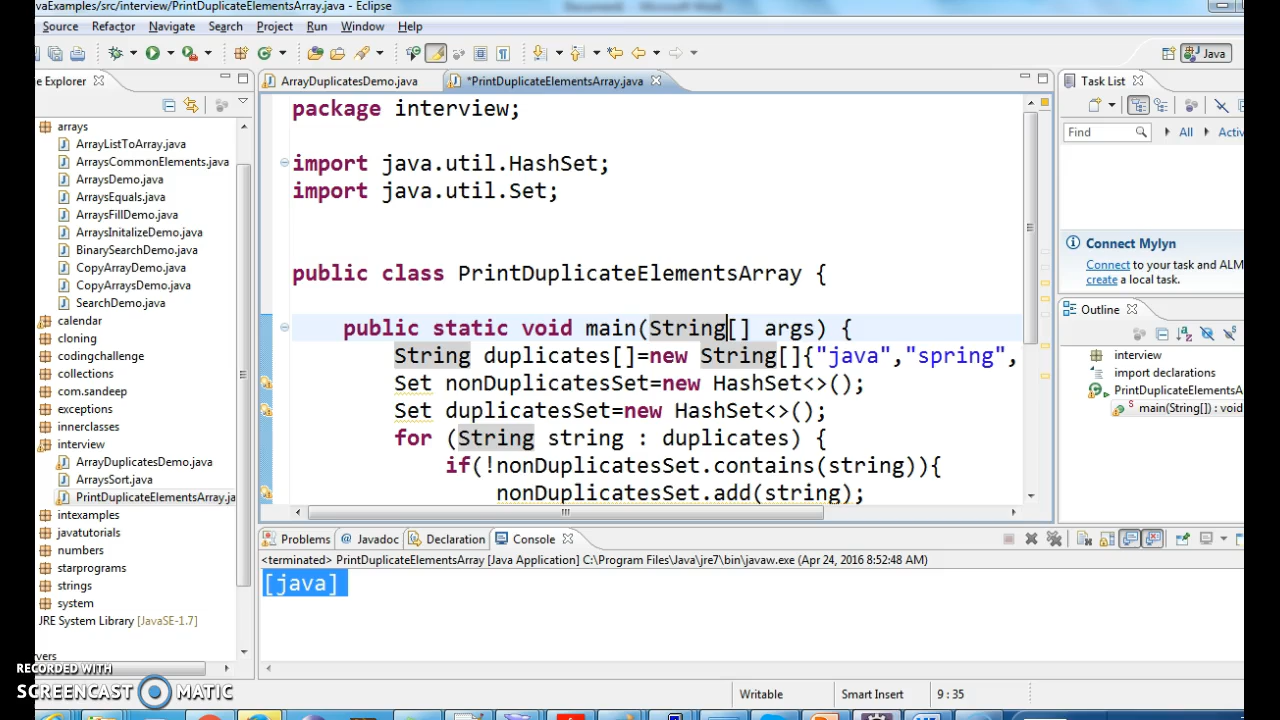 vaExamples/src/interview/PrintDuplicateElementsArray.java - Eclipse
Source Refactor Navigate Search Project Run Window Help
Java
e Explorer
ArrayDuplicatesDemo.java
*PrintDuplicateElementsArray.java
Task List
arrays
ArrayListToArray.java
ArraysCommonElements.java
ArraysDemo.java
ArraysEquals.java
ArraysFillDemo.java
ArraysInitalizeDemo.java
BinarySearchDemo.java
CopyArrayDemo.java
CopyArraysDemo.java
SearchDemo.java
calendar
cloning
codingchallenge
collections
com.sandeep
exceptions
innerclasses
interview
ArrayDuplicatesDemo.java
ArraysSort.java
PrintDuplicateElementsArray.ja
intexamples
javatutorials
numbers
starprograms
strings
system
JRE System Library [JavaSE-1.7]
rvers
package interview;
import java.util.HashSet;
import java.util.Set;
public class PrintDuplicateElementsArray {
public static void main(String[] args) {
String duplicates[]=new String[]{"java","spring",
Set nonDuplicatesSet=new HashSet<>();
Set duplicatesSet=new HashSet<>();
for (String string : duplicates) {
if(!nonDuplicatesSet.contains(string)){
nonDuplicatesSet.add(string);
Find All Activ
Connect Mylyn
Connect to your task and ALM
create a local task.
Outline
interview
import declarations
PrintDuplicateElementsA
main(String[]) : void
Problems @ Javadoc Declaration Console
<terminated> PrintDuplicateElementsArray [Java Application] C:\Program Files\Java\jre7\bin\javaw.exe (Apr 24, 2016 8:52:48 AM)
[java]
RECORDED WITH
SCREENCAST MATIC
Writable Smart Insert 9 : 35